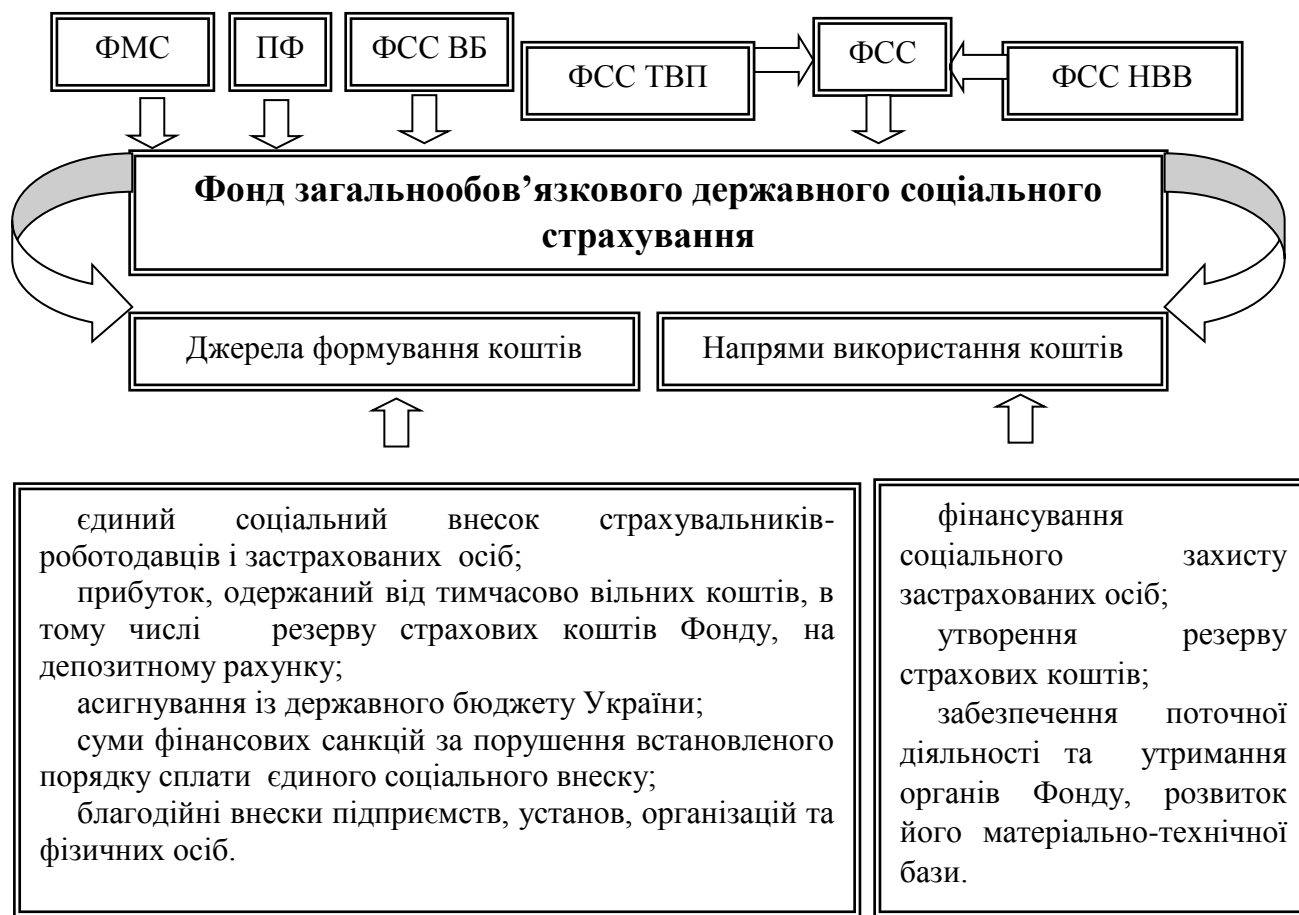 ФМС
ПФ
ФСС ВБ
ФСС ТВП
ФСС
ФСС НВВ
Фонд загальнообов’язкового державного соціального
страхування
Джерела формування коштів
Напрями використання коштів
єдиний соціальний внесок страхувальників-
роботодавців і застрахованих осіб;
прибуток, одержаний від тимчасово вільних коштів, в
тому числі резерву страхових коштів Фонду, на
депозитному рахунку;
асигнування із державного бюджету України;
суми фінансових санкцій за порушення встановленого
порядку сплати єдиного соціального внеску;
благодійні внески підприємств, установ, організацій та
фізичних осіб.
фінансування
соціального захисту
застрахованих осіб;
утворення резерву
страхових коштів;
забезпечення поточної
діяльності та утримання
органів Фонду, розвиток
його матеріально-технічної
бази.